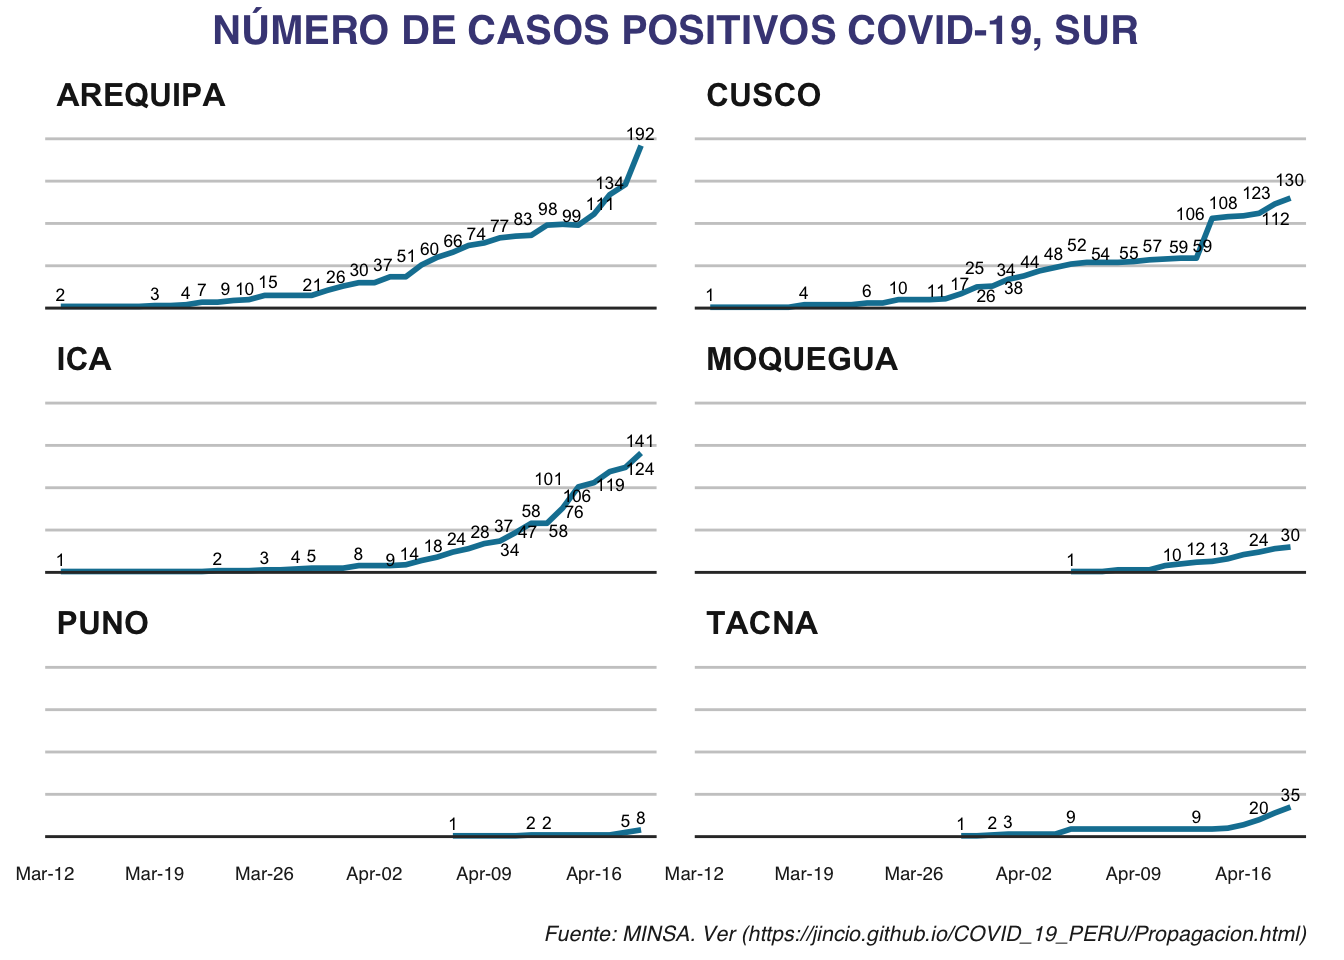 NÚMERO DE CASOS POSITIVOS COVID-19, SUR
AREQUIPA
2 3 4 7 9 10 15 21 26 30 37 51 60 66 74 77 83 98 99 111 134 192
CUSCO
1 4 6 10 11 17 25 26 34 38 44 48 52 54 55 57 59 59 106 108 123 112 130
ICA
1 2 3 4 5 8 9 14 18 24 28 37 34 47 58 58 101 106 76 119 124 141
MOQUEGUA
1 10 12 13 24 30
PUNO
1 2 2 5 8
TACNA
1 2 3 9 9 20 35
Mar-12 Mar-19 Mar-26 Apr-02 Apr-09 Apr-16 Mar-12 Mar-19 Mar-26 Apr-02 Apr-09 Apr-16
Fuente: MINSA. Ver (https://jincio.github.io/COVID_19_PERU/Propagacion.html)